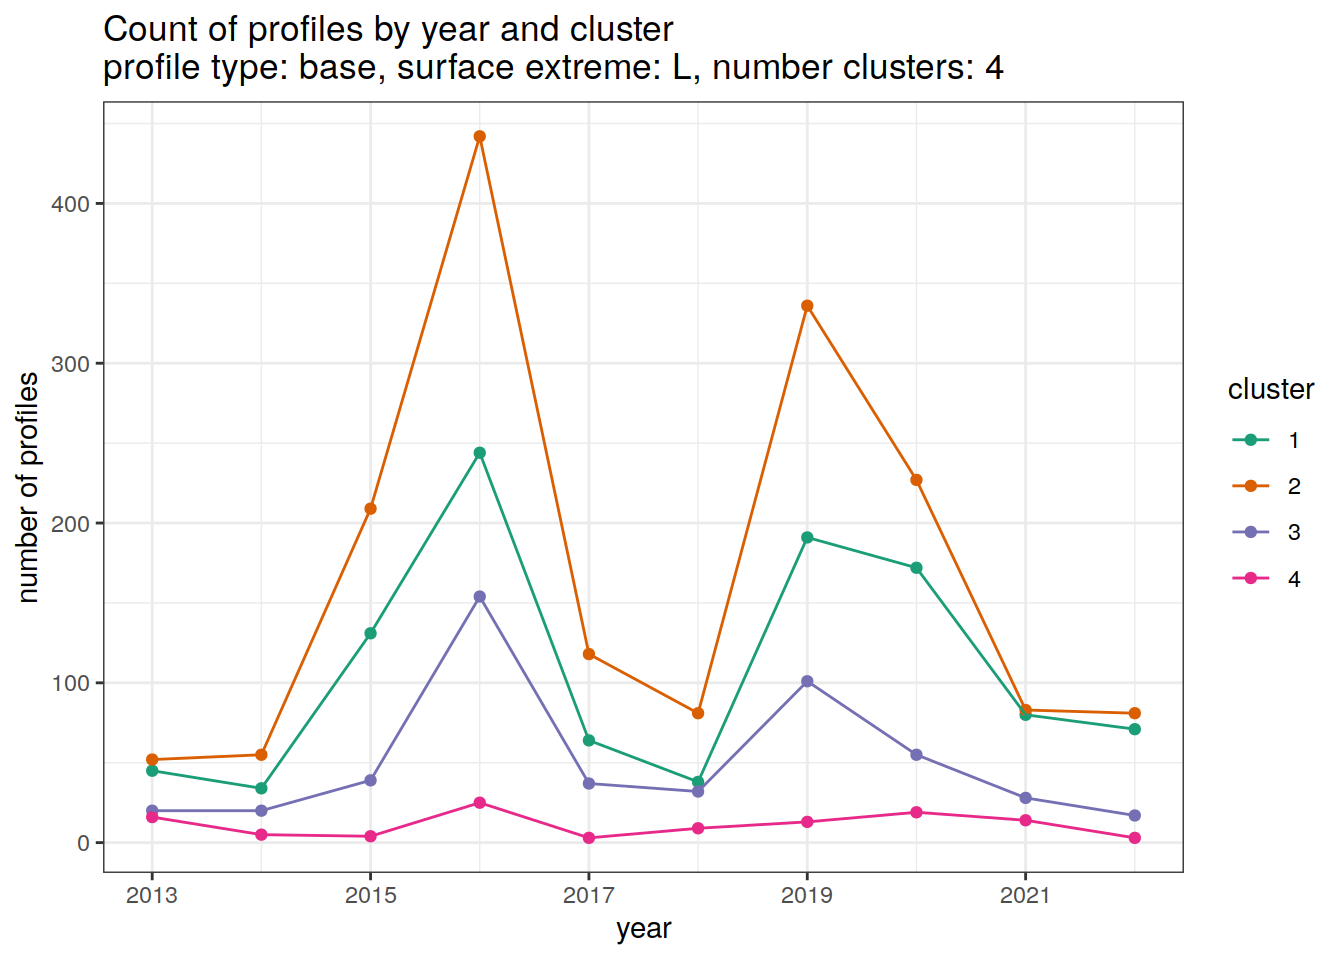 Count of profiles by year and cluster
profile type: base, surface extreme: L, number clusters: 4
number of profiles
400
300
200
100
0
2013
2015
2017
2019
2021
year
cluster
1
2
3
4